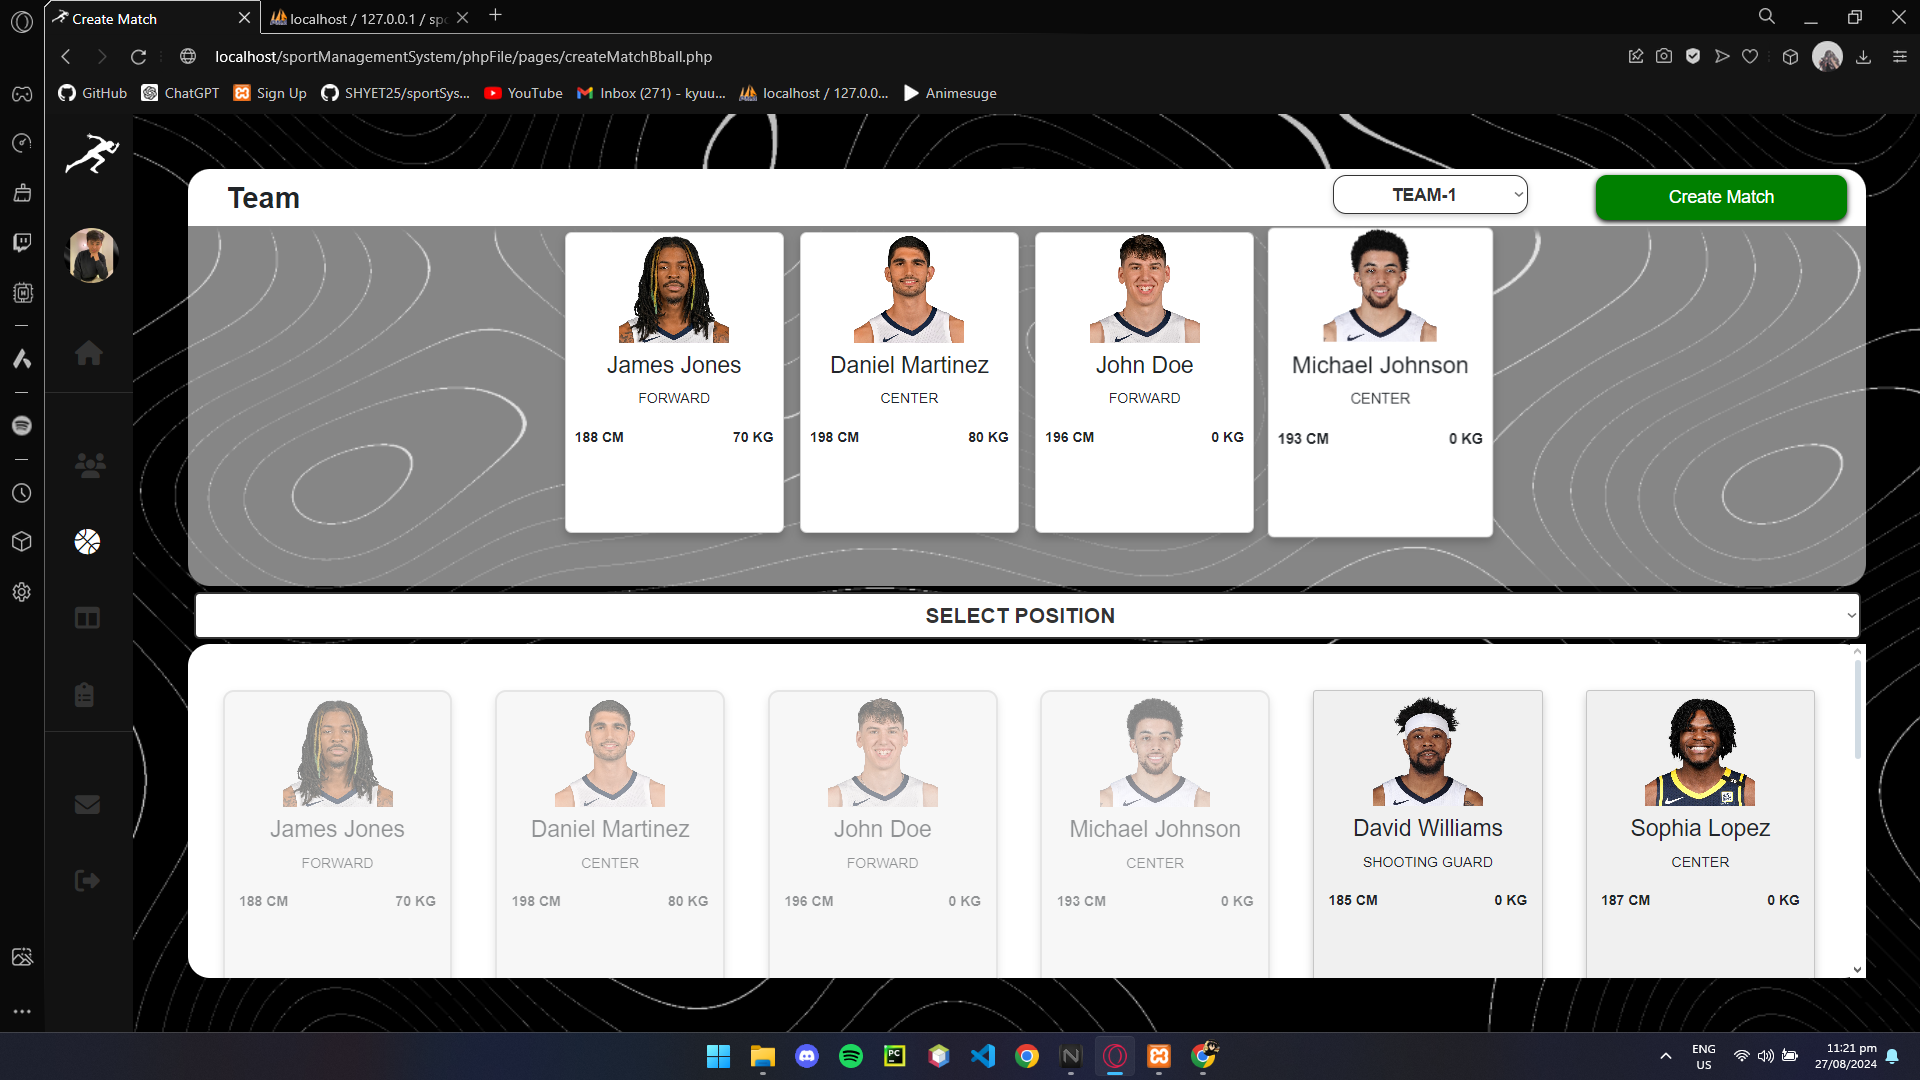 Create Match
localhost / 127.0.0.1 / spo
localhost/sportManagementSystem/phpFile/pages/createMatchBball.php
GitHub ChatGPT Sign Up SHYET25/sportSys... YouTube Inbox (271) - kyuu... localhost / 127.0.0... Animesuge
Team TEAM-1 Create Match
James Jones Daniel Martinez John Doe Michael Johnson
FORWARD CENTER FORWARD CENTER
188 CM 70 KG 198 CM 80 KG 196 CM 0 KG 193 CM 0 KG
SELECT POSITION
James Jones Daniel Martinez John Doe Michael Johnson David Williams Sophia Lopez
FORWARD CENTER FORWARD CENTER SHOOTING GUARD CENTER
188 CM 70 KG 198 CM 80 KG 196 CM 0 KG 193 CM 0 KG 185 CM 0 KG 187 CM 0 KG
PC
N
ENG
US
11:21 pm
27/08/2024